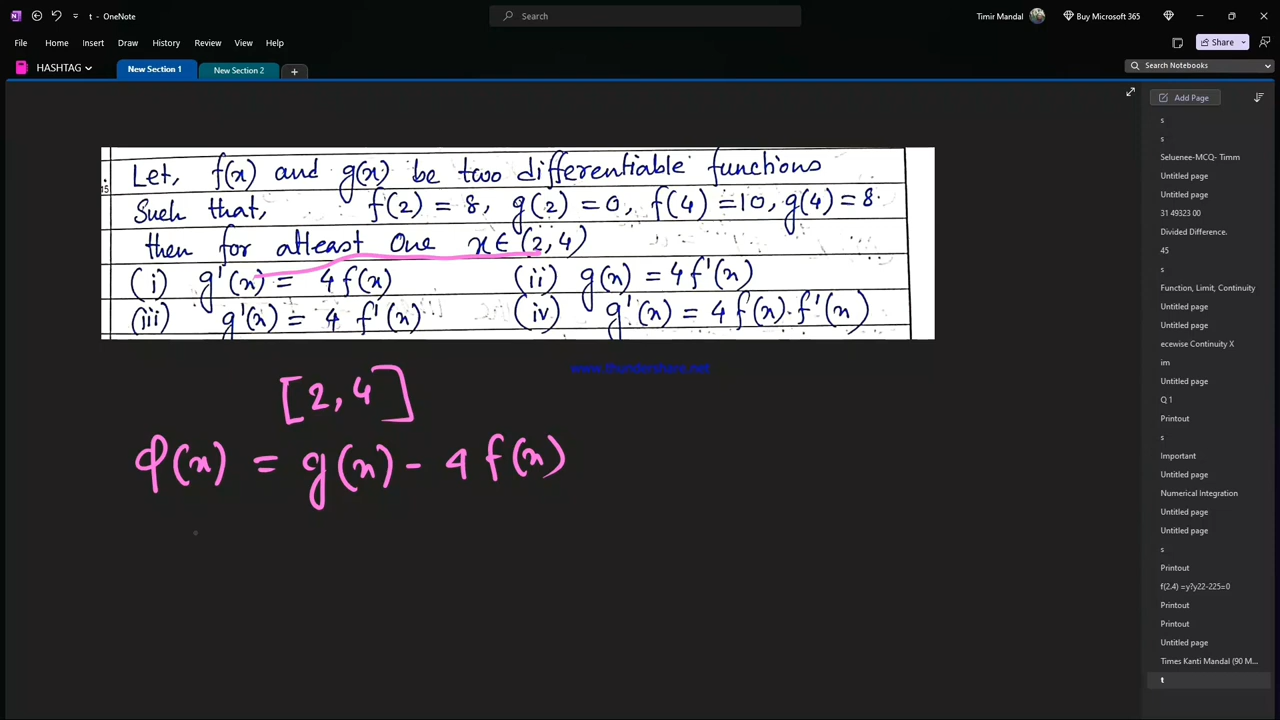 t - OneNote
Search
Timir Mandal
Buy Microsoft 365
File Home Insert Draw History Review View Help
Share
HASHTAG
New Section 1
New Section 2
Search Notebooks
Add Page
15
Let, f(x) and g(x) be two differentiable functions
Such that, f(2) = 8, g(2) = 0, f(4) = 10, g(4) = 8.
then for atleast One x ∈ (2, 4)
(i) g'(x) = 4 f(x) (ii) g(x) = 4 f'(x)
(iii) g'(x) = 4 f'(x) (iv) g'(x) = 4 f(x). f'(x)
www.thundershare.net
[2, 4]
φ(x) = g(x) - 4 f(x)
s
s
Seluenee-MCQ- Timm
Untitled page
Untitled page
31 49323 00
Divided Difference.
45
s
Function, Limit, Continuity
Untitled page
Untitled page
ecewise Continuity X
im
Untitled page
Q 1
Printout
s
Important
Untitled page
Numerical Integration
Untitled page
Untitled page
s
Printout
f(2.4) =y?y22-225=0
Printout
Printout
Untitled page
Times Kanti Mandal (90 M...
t